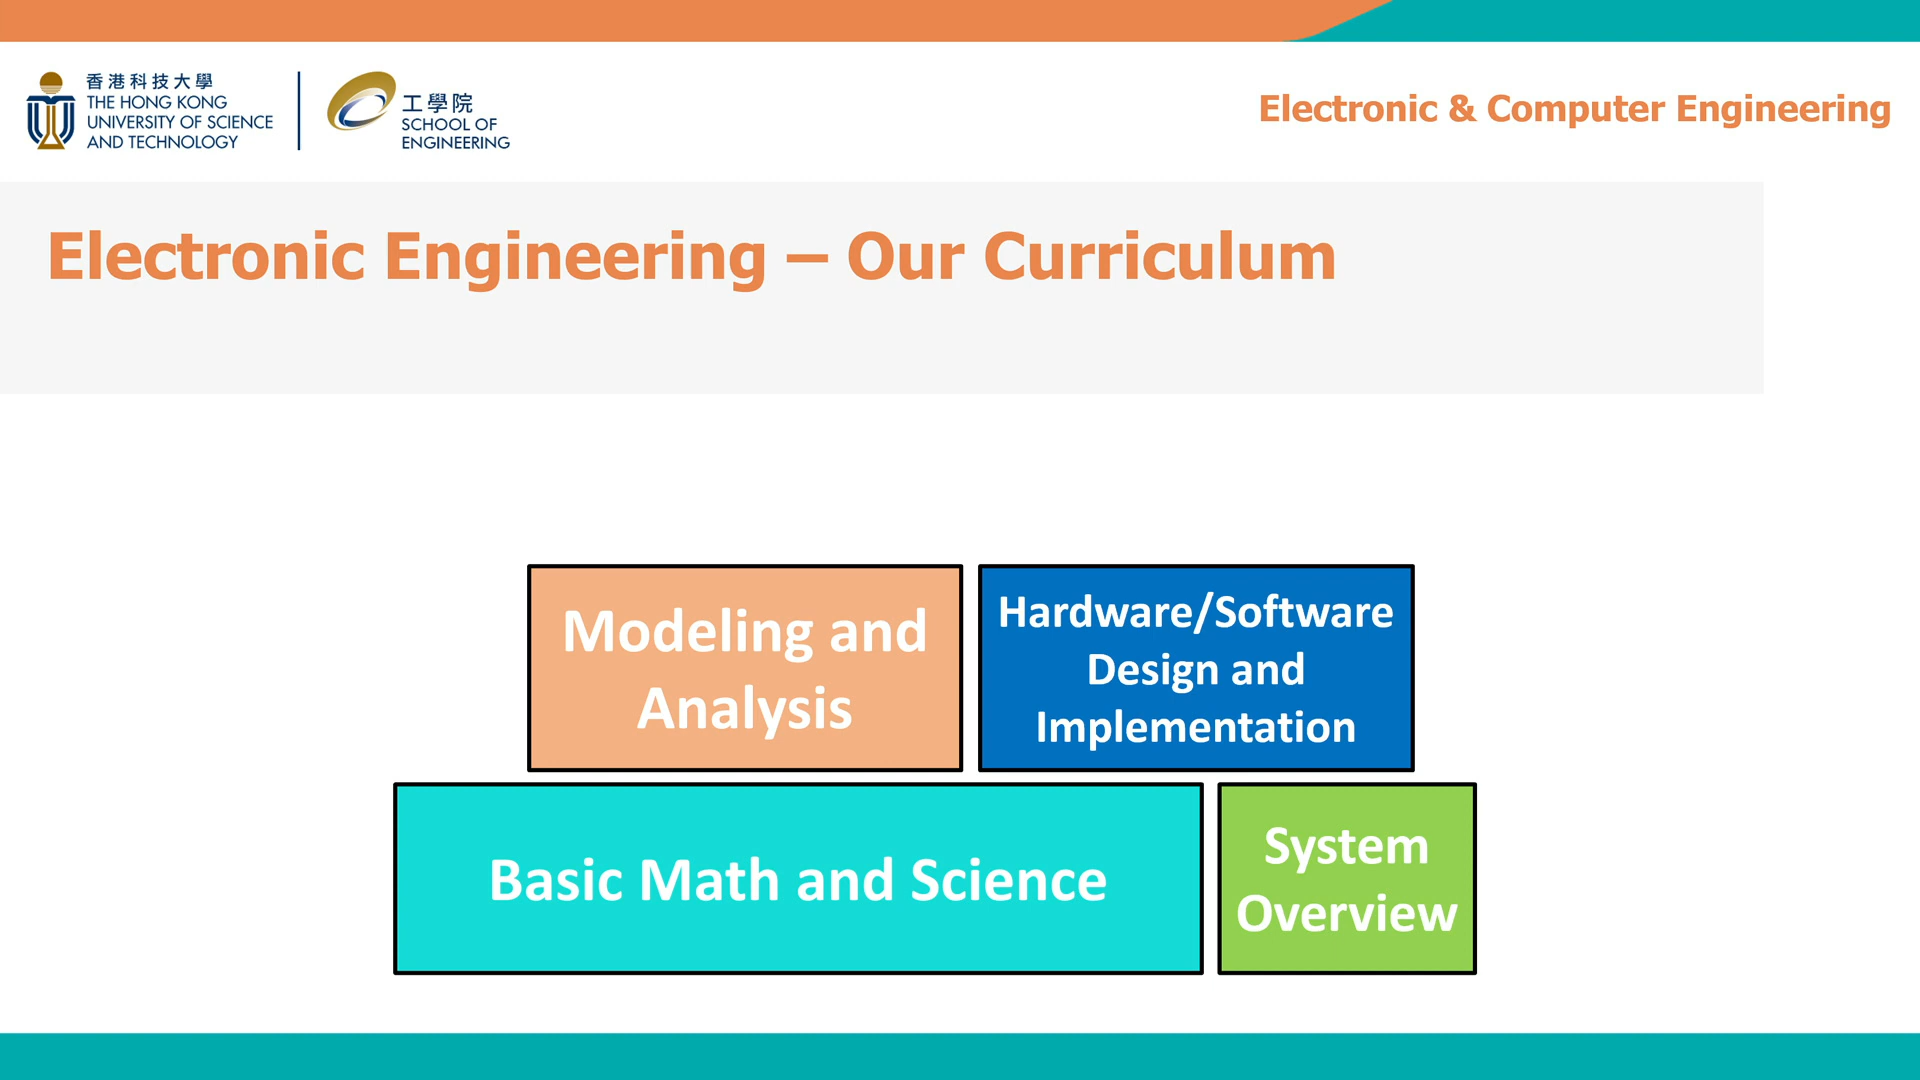 香港科技大學
THE HONG KONG
UNIVERSITY OF SCIENCE
AND TECHNOLOGY
工學院
SCHOOL OF
ENGINEERING
Electronic & Computer Engineering
Electronic Engineering – Our Curriculum
Modeling and
Analysis
Hardware/Software
Design and
Implementation
Basic Math and Science
System
Overview